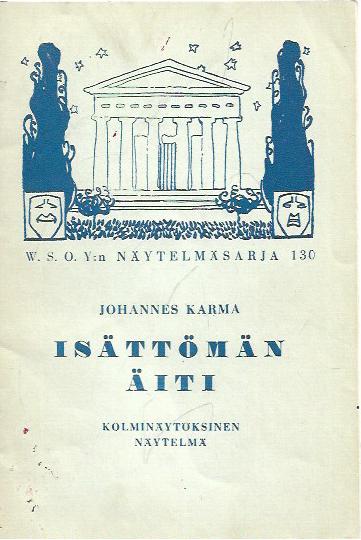 W. S. O. Y:n NÄYTELMÄSARJA 130
JOHANNES KARMA
ISÄTTÖMÄN
ÄITI
KOLMINÄYTÖKSINEN
NÄYTELMÄ